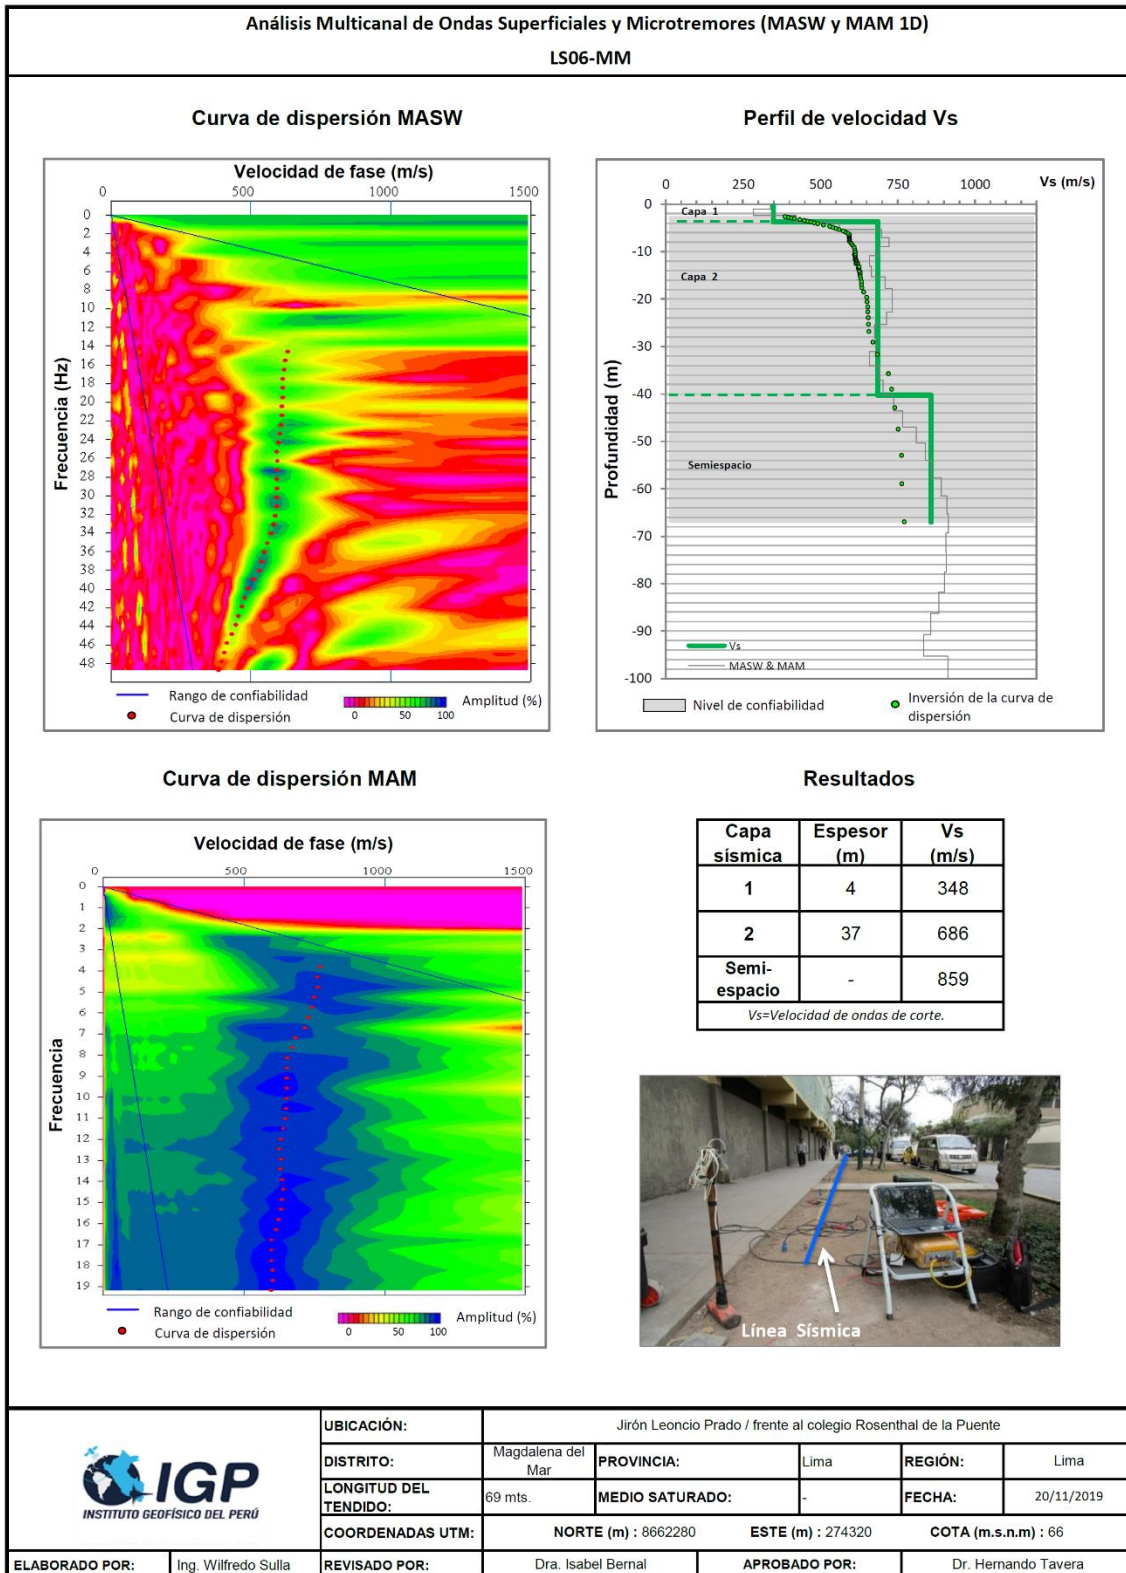 Análisis Multicanal de Ondas Superficiales y Microtremores (MASW y MAM 1D)
LS06-MM
Curva de dispersión MASW
Velocidad de fase (m/s)
0 500 1000 1500
Frecuencia (Hz)
0
2
4
6
8
10
12
14
16
18
20
22
24
26
28
30
32
34
36
38
40
42
44
46
48
Rango de confiabilidad
Curva de dispersión
Amplitud (%)
0 50 100
Perfil de velocidad Vs
0 250 500 750 1000 Vs (m/s)
Profundidad (m)
0
-10
-20
-30
-40
-50
-60
-70
-80
-90
-100
Capa 1
Capa 2
Semiespacio
Vs
MASW & MAM
Nivel de confiabilidad
Inversión de la curva de
dispersión
Curva de dispersión MAM
Velocidad de fase (m/s)
0 500 1000 1500
Frecuencia
0
1
2
3
4
5
6
7
8
9
10
11
12
13
14
15
16
17
18
19
Rango de confiabilidad
Curva de dispersión
Amplitud (%)
0 50 100
Resultados
Capa sísmica Espesor (m) Vs (m/s)
1 4 348
2 37 686
Semi-espacio - 859
Vs=Velocidad de ondas de corte.
Línea Sísmica
IGP
INSTITUTO GEOFÍSICO DEL PERÚ
UBICACIÓN: Jirón Leoncio Prado / frente al colegio Rosenthal de la Puente
DISTRITO: Magdalena del Mar PROVINCIA: Lima REGIÓN: Lima
LONGITUD DEL TENDIDO: 69 mts. MEDIO SATURADO: - FECHA: 20/11/2019
COORDENADAS UTM: NORTE (m) : 8662280 ESTE (m) : 274320 COTA (m.s.n.m) : 66
ELABORADO POR: Ing. Wilfredo Sulla REVISADO POR: Dra. Isabel Bernal APROBADO POR: Dr. Hernando Tavera